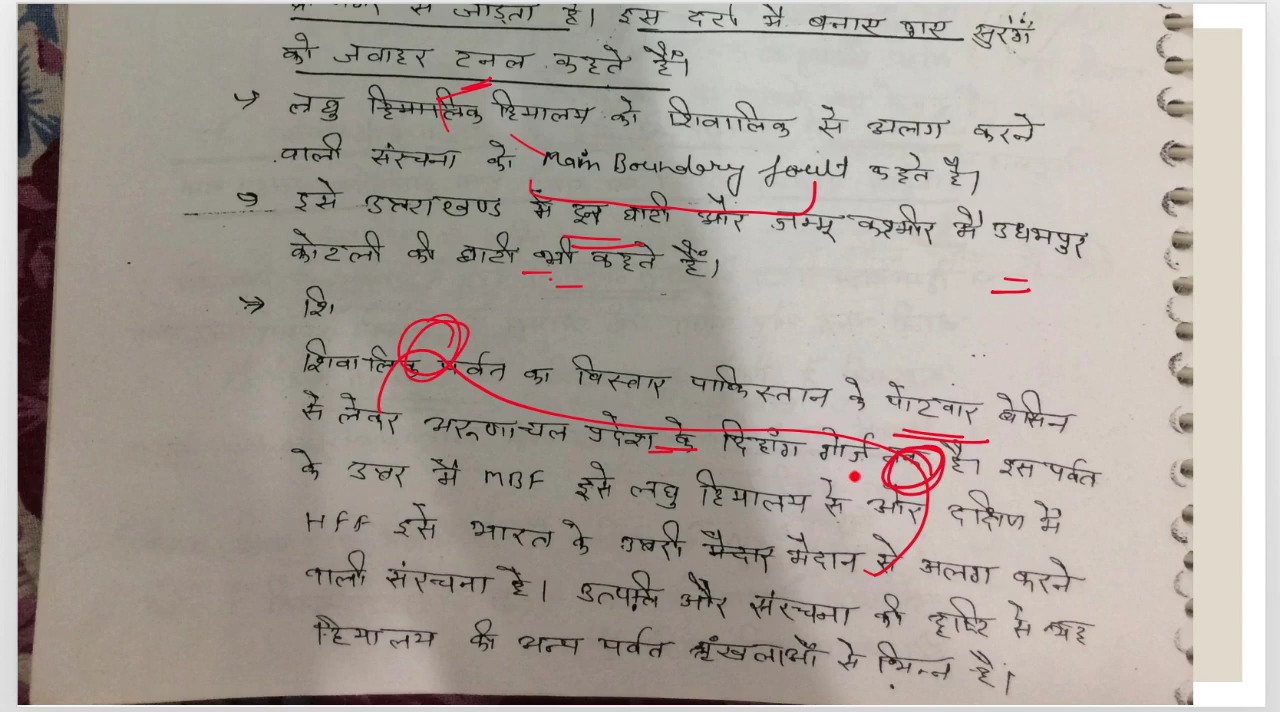 से जोड़ता है। इस दर्रा में बनाए गए सुरंग
को जवाहर टनल कहते हैं।
→ लघु हिमालिक हिमालय को शिवालिक से अलग करने
वाली संरचना को Main Boundary fault कहते है।
→ इसे उत्तराखण्ड में दून घाटी और जम्मू कश्मीर में उधमपुर
कोटली की घाटी भी कहते हैं।
→ शि
शिवालिक पर्वत का विस्तार पाकिस्तान के पोटवार बेसिन
से लेकर अरूणाचल प्रदेश के दिहांग गोर्ज तक है। इस पर्वत
के उत्तर में MBF इसे लघु हिमालय से और दक्षिण में
HFF इसे भारत के उत्तरी मैदार मैदान से अलग करने
वाली संरचना है। उत्पत्ति और संरचना की दृष्टि से यह
हिमालय की अन्य पर्वत श्रृंखलाओं से भिन्न है।